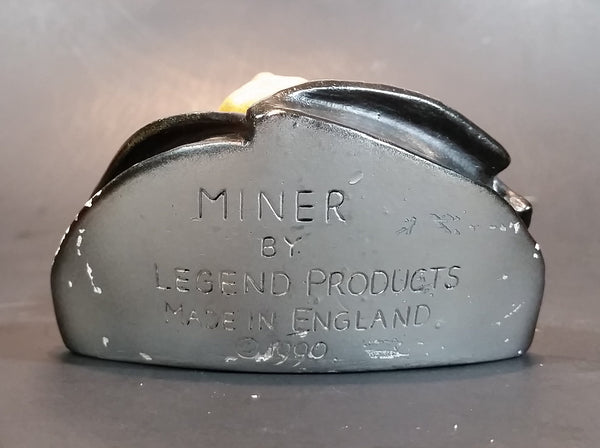 MINER
BY
LEGEND PRODUCTS
MADE IN ENGLAND.
© 1990